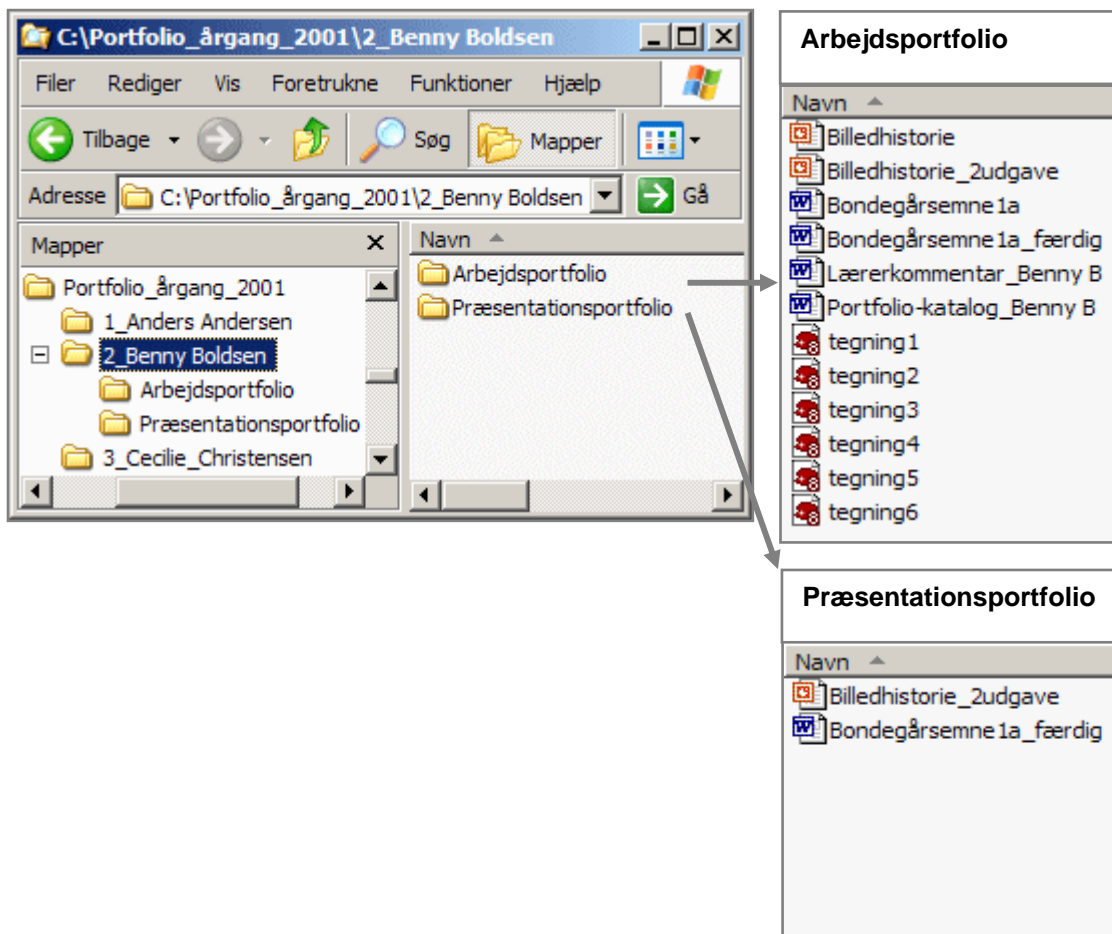 C:\Portfolio_årgang_2001\2_Benny Boldsen
Filer Rediger Vis Foretrukne Funktioner Hjælp
Tilbage Søg Mapper
Adresse C:\Portfolio_årgang_2001\2_Benny Boldsen Gå
Mapper
Portfolio_årgang_2001
1_Anders Andersen
2_Benny Boldsen
Arbejdsportfolio
Præsentationsportfolio
3_Cecilie_Christensen
Navn
Arbejdsportfolio
Præsentationsportfolio
Arbejdsportfolio
Navn
Billedhistorie
Billedhistorie_2udgave
Bondegårsemne1a
Bondegårsemne1a_færdig
Lærerkommentar_Benny B
Portfolio-katalog_Benny B
tegning1
tegning2
tegning3
tegning4
tegning5
tegning6
Præsentationsportfolio
Navn
Billedhistorie_2udgave
Bondegårsemne1a_færdig